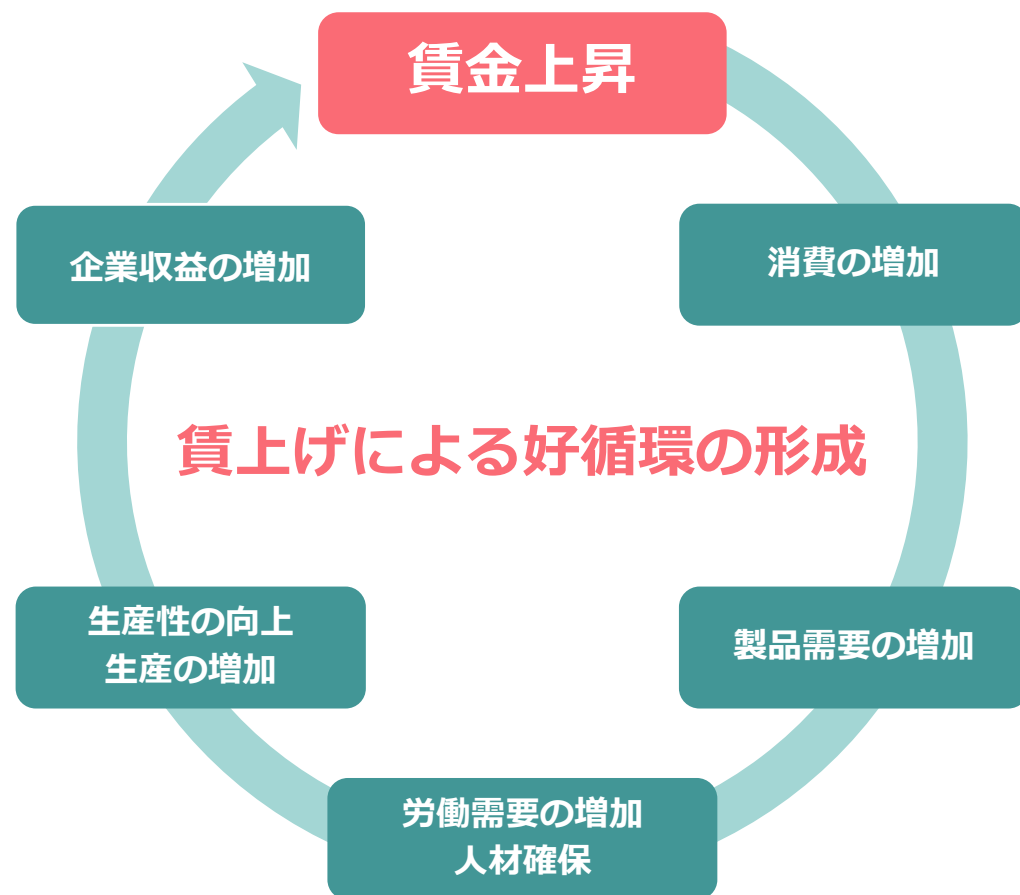 賃金上昇
消費の増加
製品需要の増加
労働需要の増加
人材確保
生産性の向上
生産の増加
企業収益の増加
賃上げによる好循環の形成